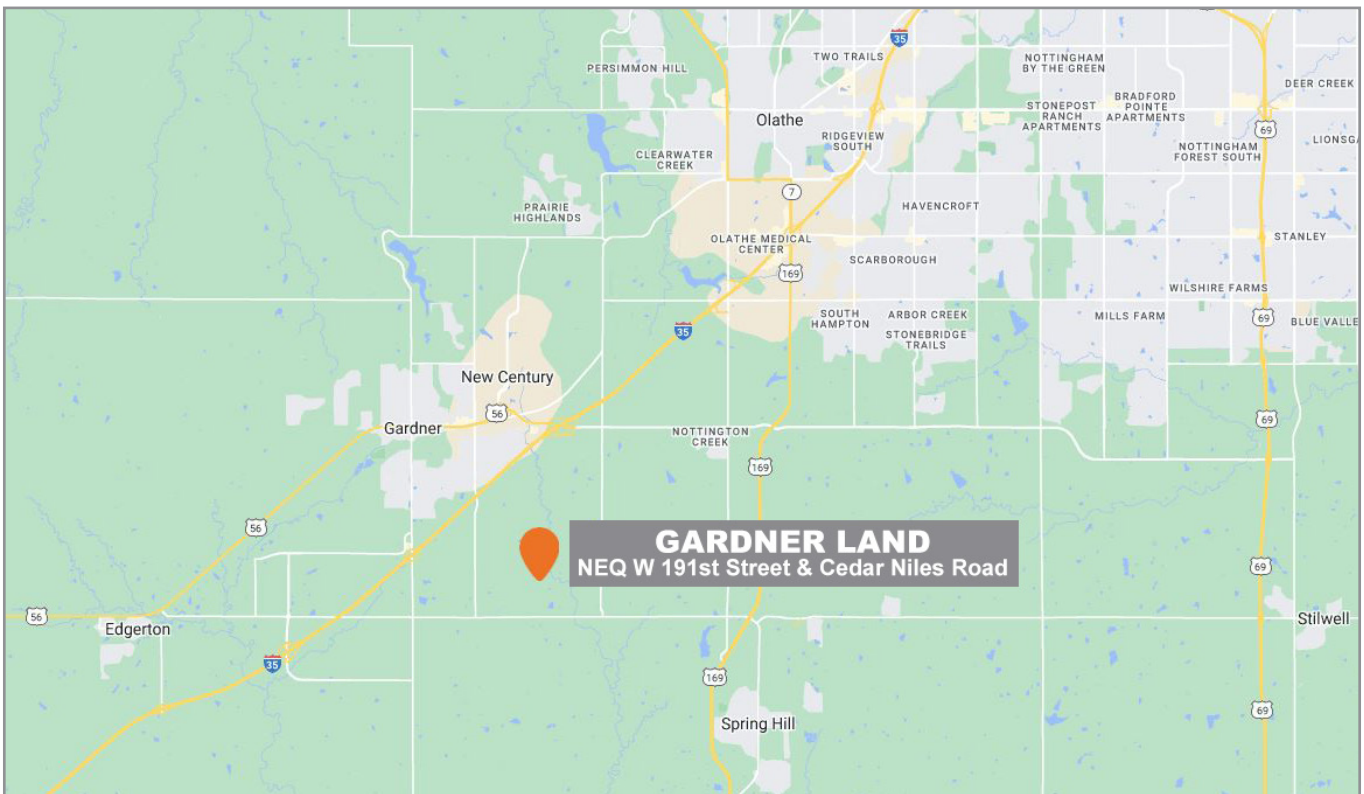 35
TWO TRAILS
NOTTINGHAM
BY THE GREEN
PERSIMMON HILL
DEER CREEK
BRADFORD
POINTE
APARTMENTS
STONEPOST
RANCH
APARTMENTS
Olathe
69
RIDGEVIEW
SOUTH
LIONSGA
CLEARWATER
CREEK
NOTTINGHAM
FOREST SOUTH
7
PRAIRIE
HIGHLANDS
HAVENCROFT
OLATHE MEDICAL
CENTER
STANLEY
SCARBOROUGH
169
WILSHIRE FARMS
SOUTH
HAMPTON
ARBOR CREEK
MILLS FARM
69
BLUE VALLE
35
STONEBRIDGE
TRAILS
New Century
56
69
Gardner
NOTTINGTON
CREEK
169
56
GARDNER LAND
NEQ W 191st Street & Cedar Niles Road
69
56
Edgerton
Stilwell
35
169
69
Spring Hill